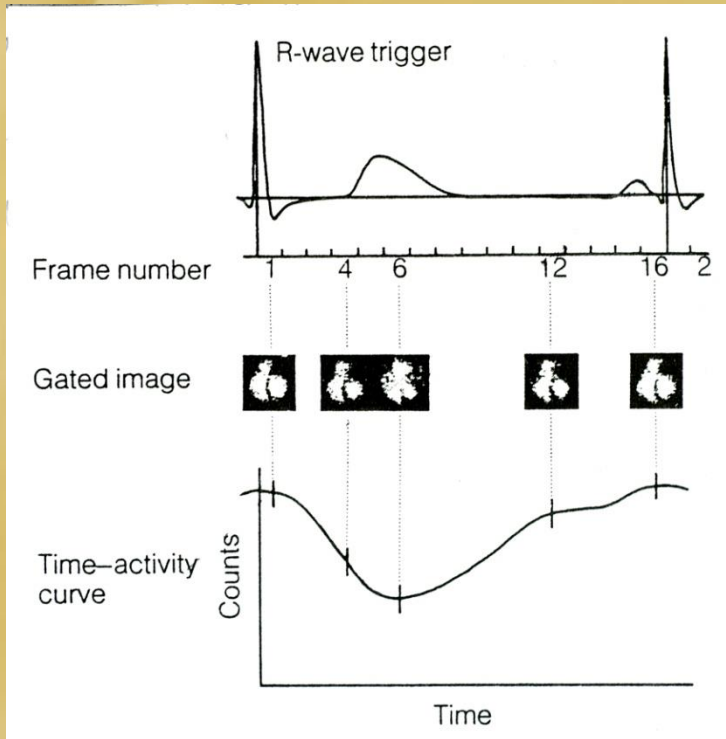 R-wave trigger
Frame number
1 4 6 12 16 2
Gated image
Time–activity
curve
Counts
Time